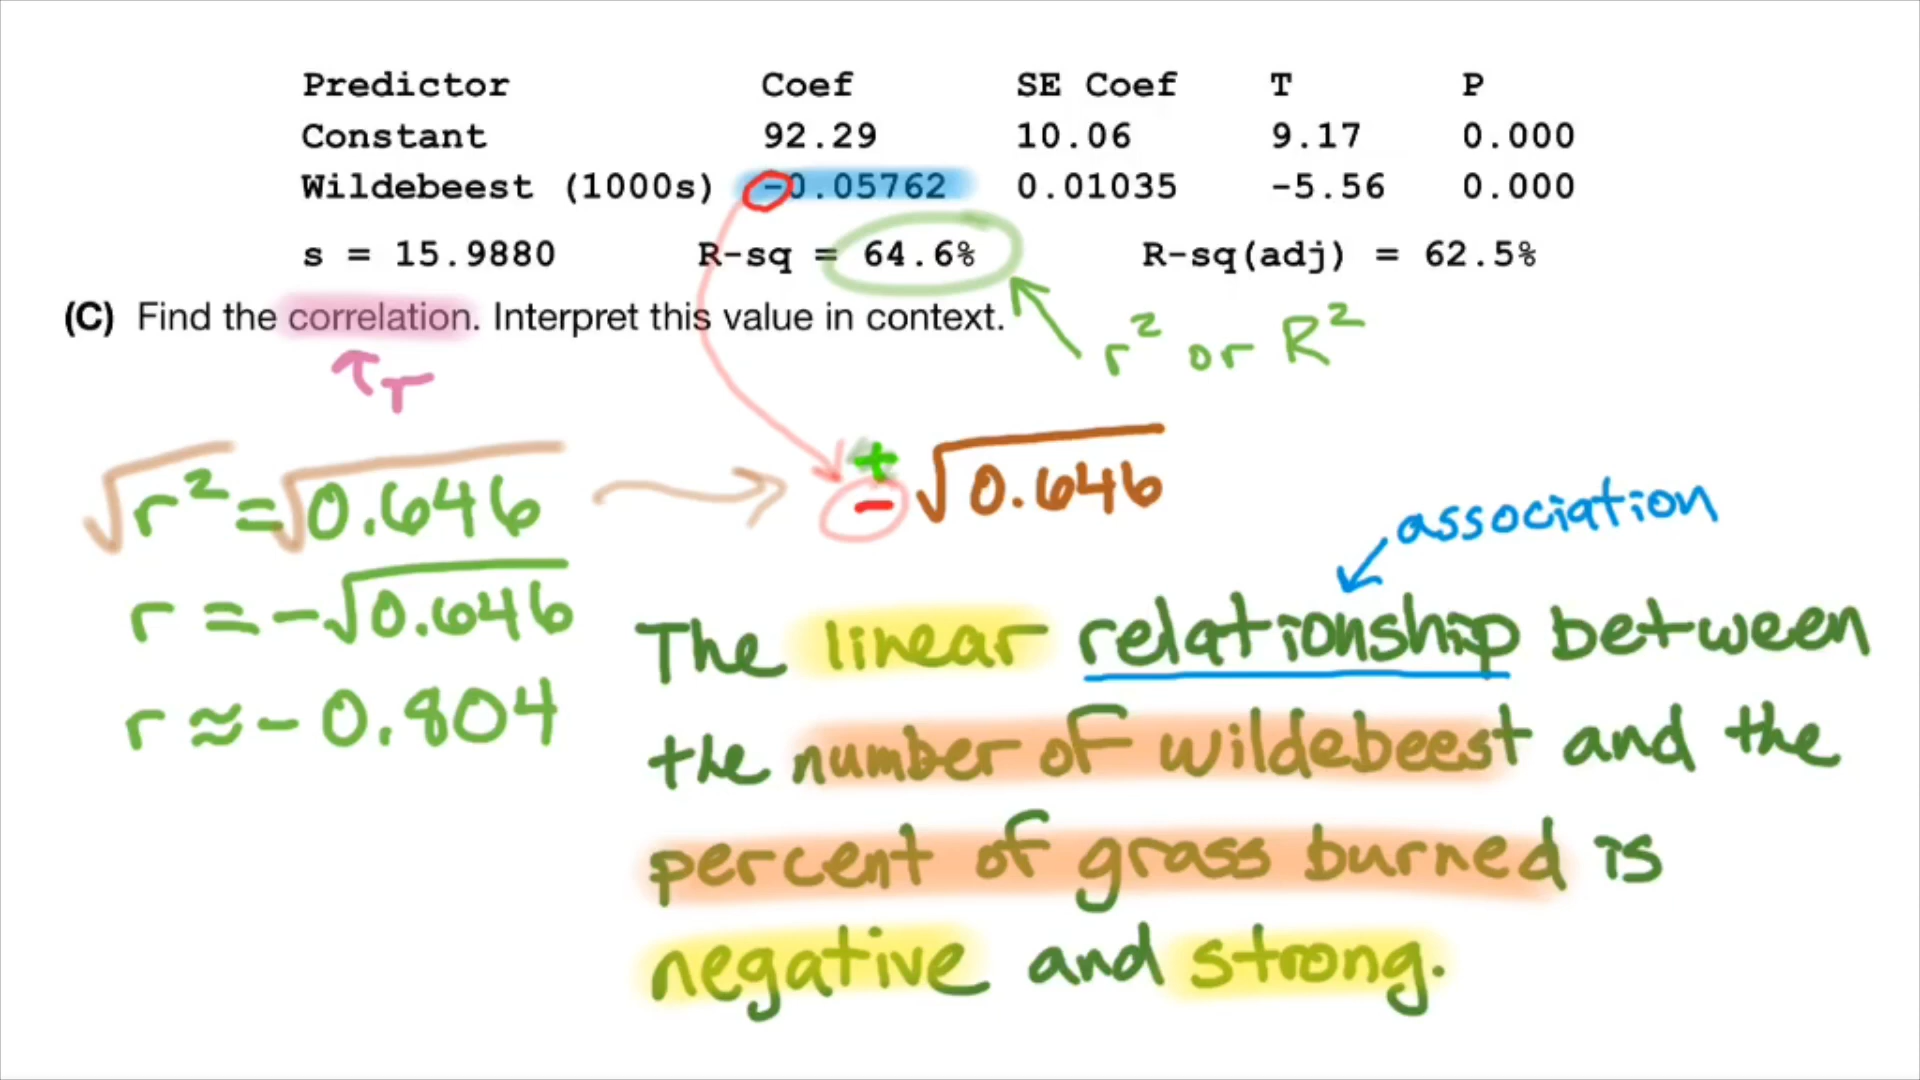 Predictor Coef SE Coef T P
Constant 92.29 10.06 9.17 0.000
Wildebeest (1000s) -0.05762 0.01035 -5.56 0.000
s = 15.9880 R-sq = 64.6% R-sq(adj) = 62.5%
(C) Find the correlation. Interpret this value in context.
r² or R²
r
√r² = √0.646
+
- √0.646
association
r = -√0.646
r ≈ -0.804
The linear relationship between
the number of wildebeest and the
percent of grass burned is
negative and strong.